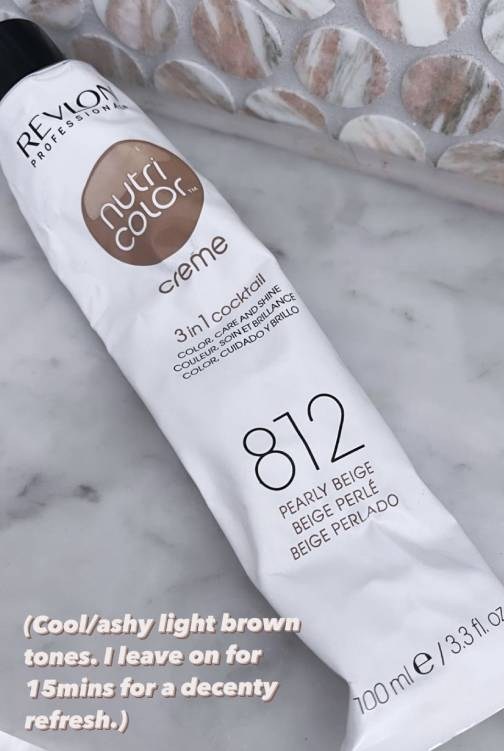 REVLON
PROFESSIONAL
nutri
color™
creme
3 in 1 cocktail
COLOR, CARE AND SHINE
COULEUR, SOIN ET BRILLANCE
COLOR, CUIDADO Y BRILLO
812
PEARLY BEIGE
BEIGE PERLÉ
BEIGE PERLADO
100 ml e / 3.3 fl. oz
(Cool/ashy light brown
tones. I leave on for
15mins for a decenty
refresh.)